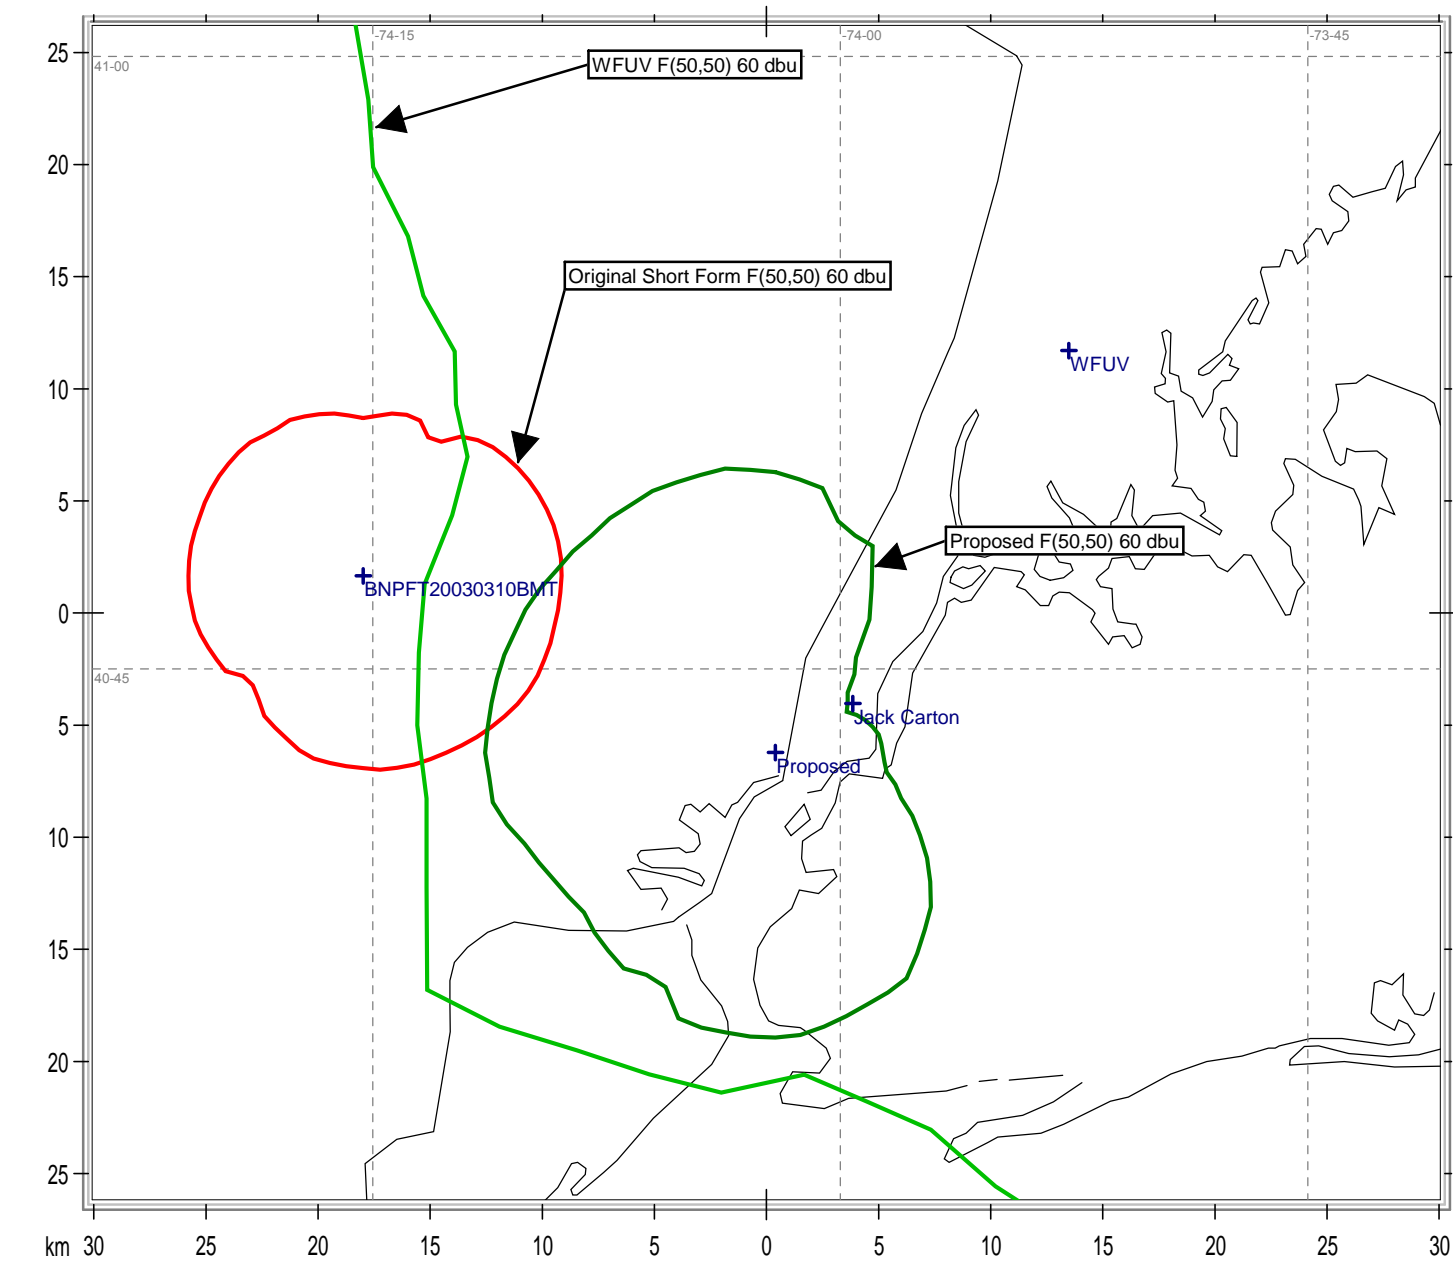 25
-74-15
-74-00
-73-45
41-00
WFUV F(50,50) 60 dbu
20
15
Original Short Form F(50,50) 60 dbu
10
WFUV
5
Proposed F(50,50) 60 dbu
BNPFT20030310BMT
0
40-45
5
Jack Carton
Proposed
10
15
20
25
km 30 25 20 15 10 5 0 5 10 15 20 25 30